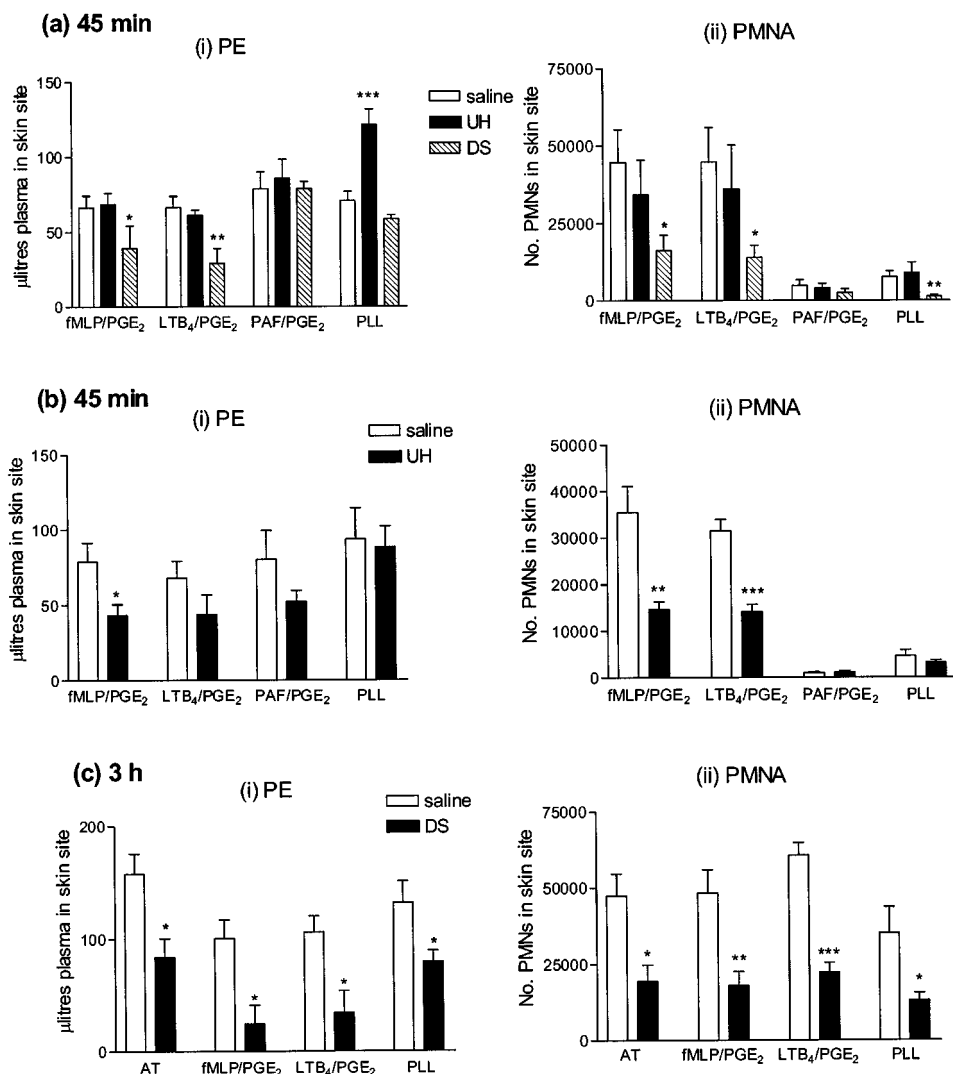 (a) 45 min
(i) PE
(ii) PMNA
µlitres plasma in skin site
150
100
50
0
***
*
**
saline
UH
DS
fMLP/PGE₂
LTB₄/PGE₂
PAF/PGE₂
PLL
No. PMNs in skin site
75000
50000
25000
0
*
*
**
fMLP/PGE₂
LTB₄/PGE₂
PAF/PGE₂
PLL
(b) 45 min
(i) PE
(ii) PMNA
µlitres plasma in skin site
150
100
50
0
*
saline
UH
fMLP/PGE₂
LTB₄/PGE₂
PAF/PGE₂
PLL
No. PMNs in skin site
50000
40000
30000
20000
10000
0
**
***
fMLP/PGE₂
LTB₄/PGE₂
PAF/PGE₂
PLL
(c) 3 h
(i) PE
(ii) PMNA
µlitres plasma in skin site
200
100
0
*
*
*
*
saline
DS
AT
fMLP/PGE₂
LTB₄/PGE₂
PLL
No. PMNs in skin site
75000
50000
25000
0
*
**
***
*
AT
fMLP/PGE₂
LTB₄/PGE₂
PLL